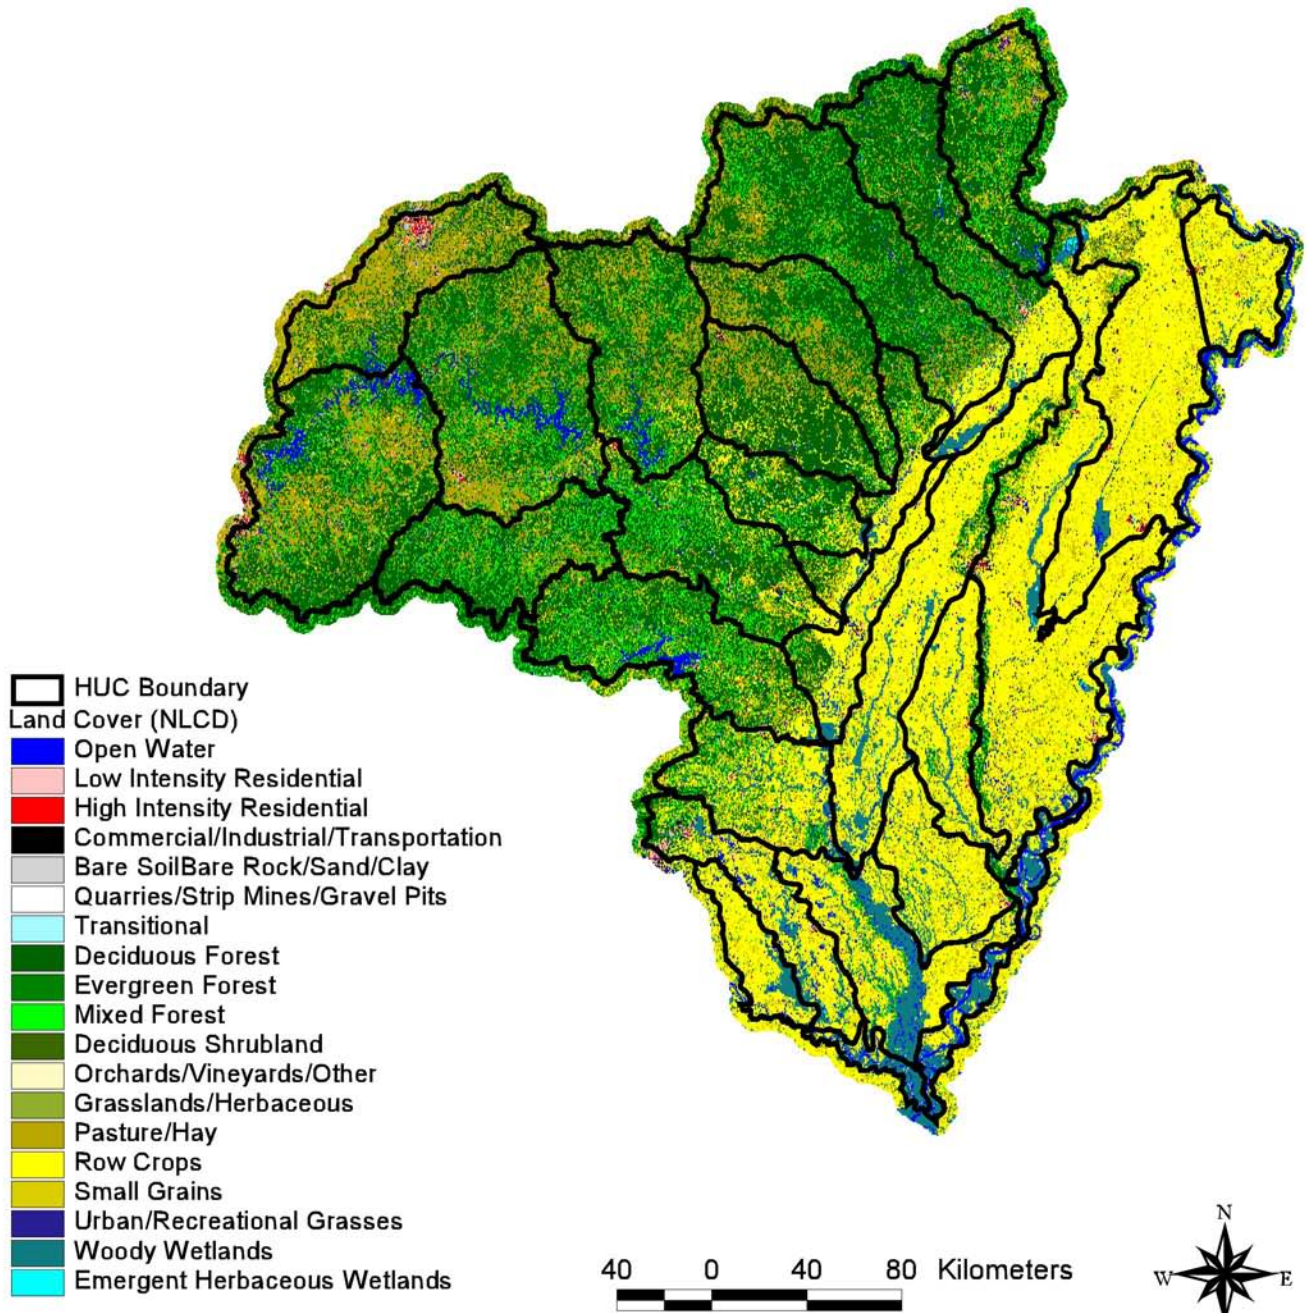 HUC Boundary
Land Cover (NLCD)
Open Water
Low Intensity Residential
High Intensity Residential
Commercial/Industrial/Transportation
Bare SoilBare Rock/Sand/Clay
Quarries/Strip Mines/Gravel Pits
Transitional
Deciduous Forest
Evergreen Forest
Mixed Forest
Deciduous Shrubland
Orchards/Vineyards/Other
Grasslands/Herbaceous
Pasture/Hay
Row Crops
Small Grains
Urban/Recreational Grasses
Woody Wetlands
Emergent Herbaceous Wetlands
40 0 40 80 Kilometers
N
W E